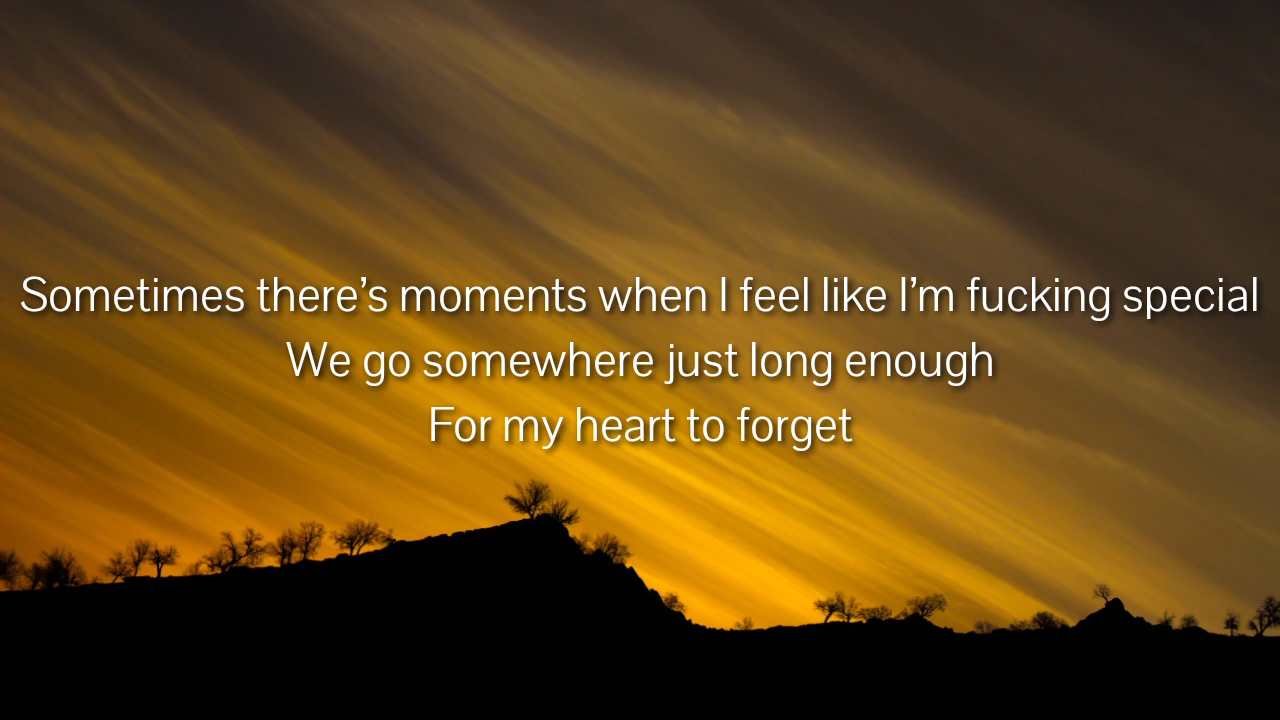 Sometimes there’s moments when I feel like I’m fucking special
We go somewhere just long enough
For my heart to forget